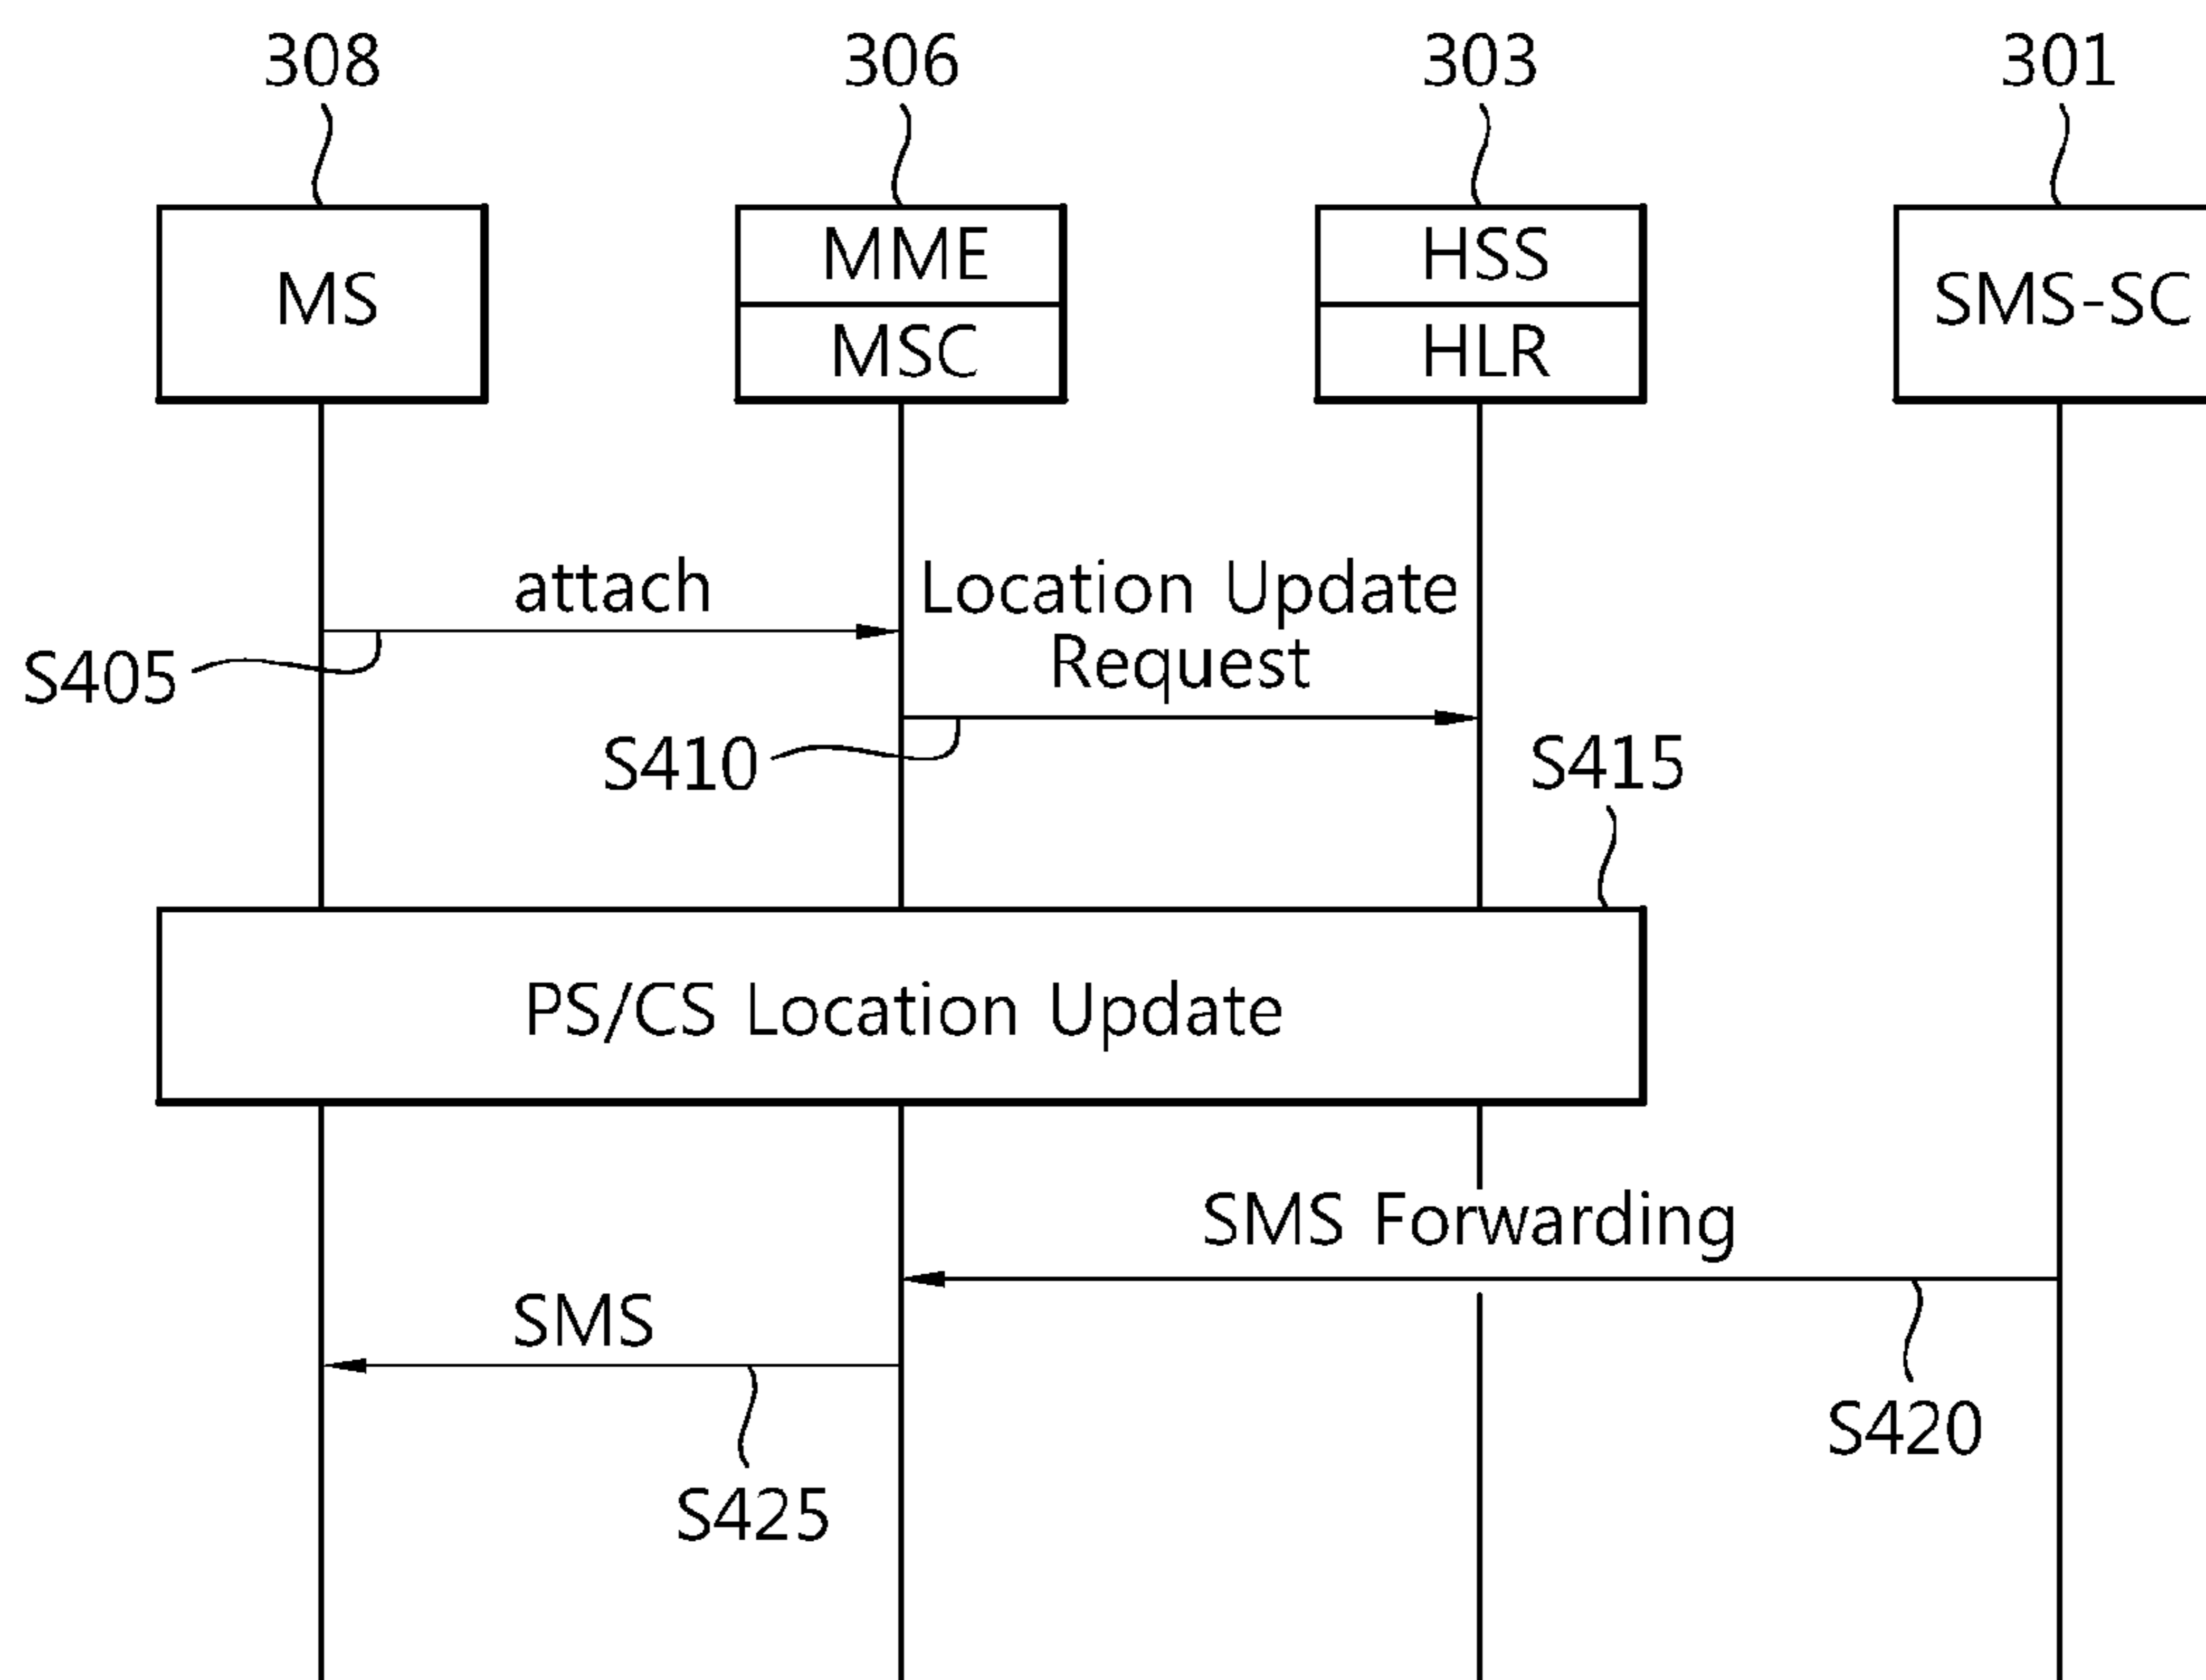 308
306
303
301
MS
MME
MSC
HSS
HLR
SMS-SC
attach
Location Update
Request
S405
S410
S415
PS/CS Location Update
SMS Forwarding
SMS
S420
S425